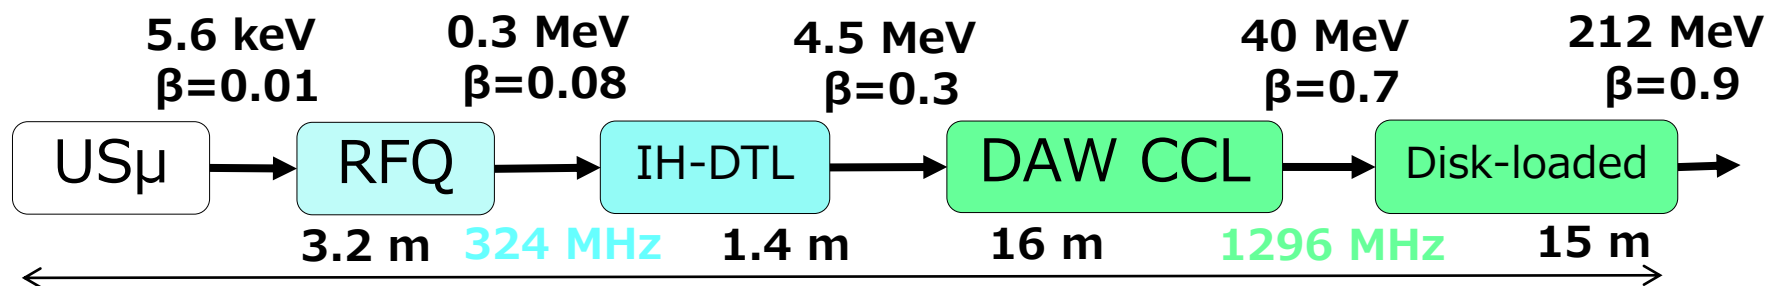 5.6 keV
β=0.01
0.3 MeV
β=0.08
4.5 MeV
β=0.3
40 MeV
β=0.7
212 MeV
β=0.9
USμ
RFQ
IH-DTL
DAW CCL
Disk-loaded
3.2 m
324 MHz
1.4 m
16 m
1296 MHz
15 m